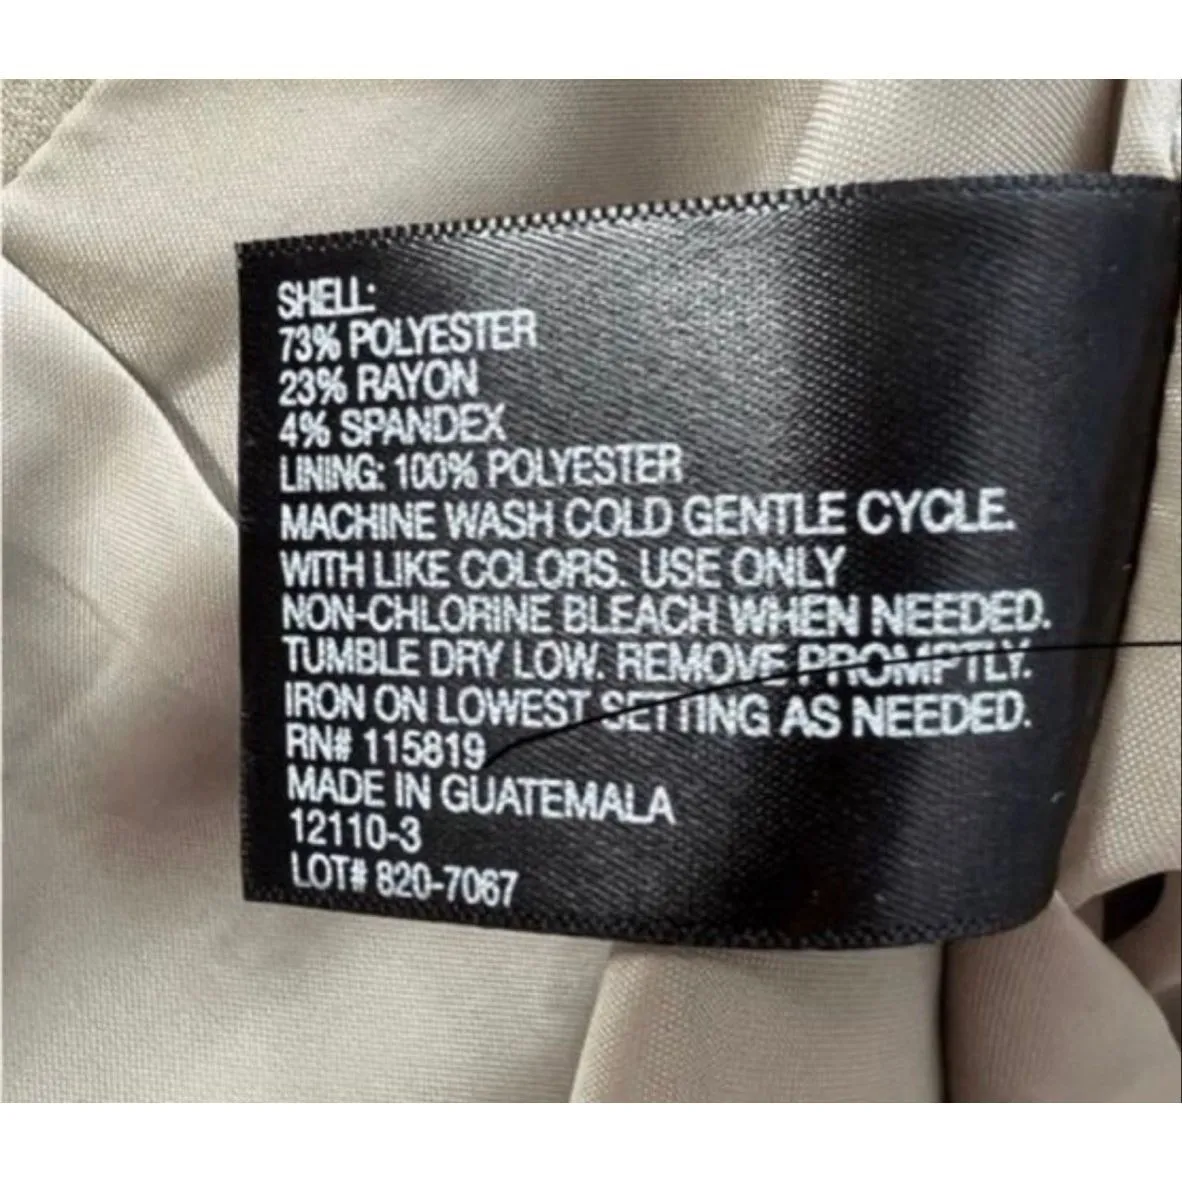 SHELL:
73% POLYESTER
23% RAYON
4% SPANDEX
LINING: 100% POLYESTER
MACHINE WASH COLD GENTLE CYCLE.
WITH LIKE COLORS. USE ONLY
NON-CHLORINE BLEACH WHEN NEEDED.
TUMBLE DRY LOW. REMOVE PROMPTLY.
IRON ON LOWEST SETTING AS NEEDED.
RN# 115819
MADE IN GUATEMALA
12110-3
LOT# 820-7067